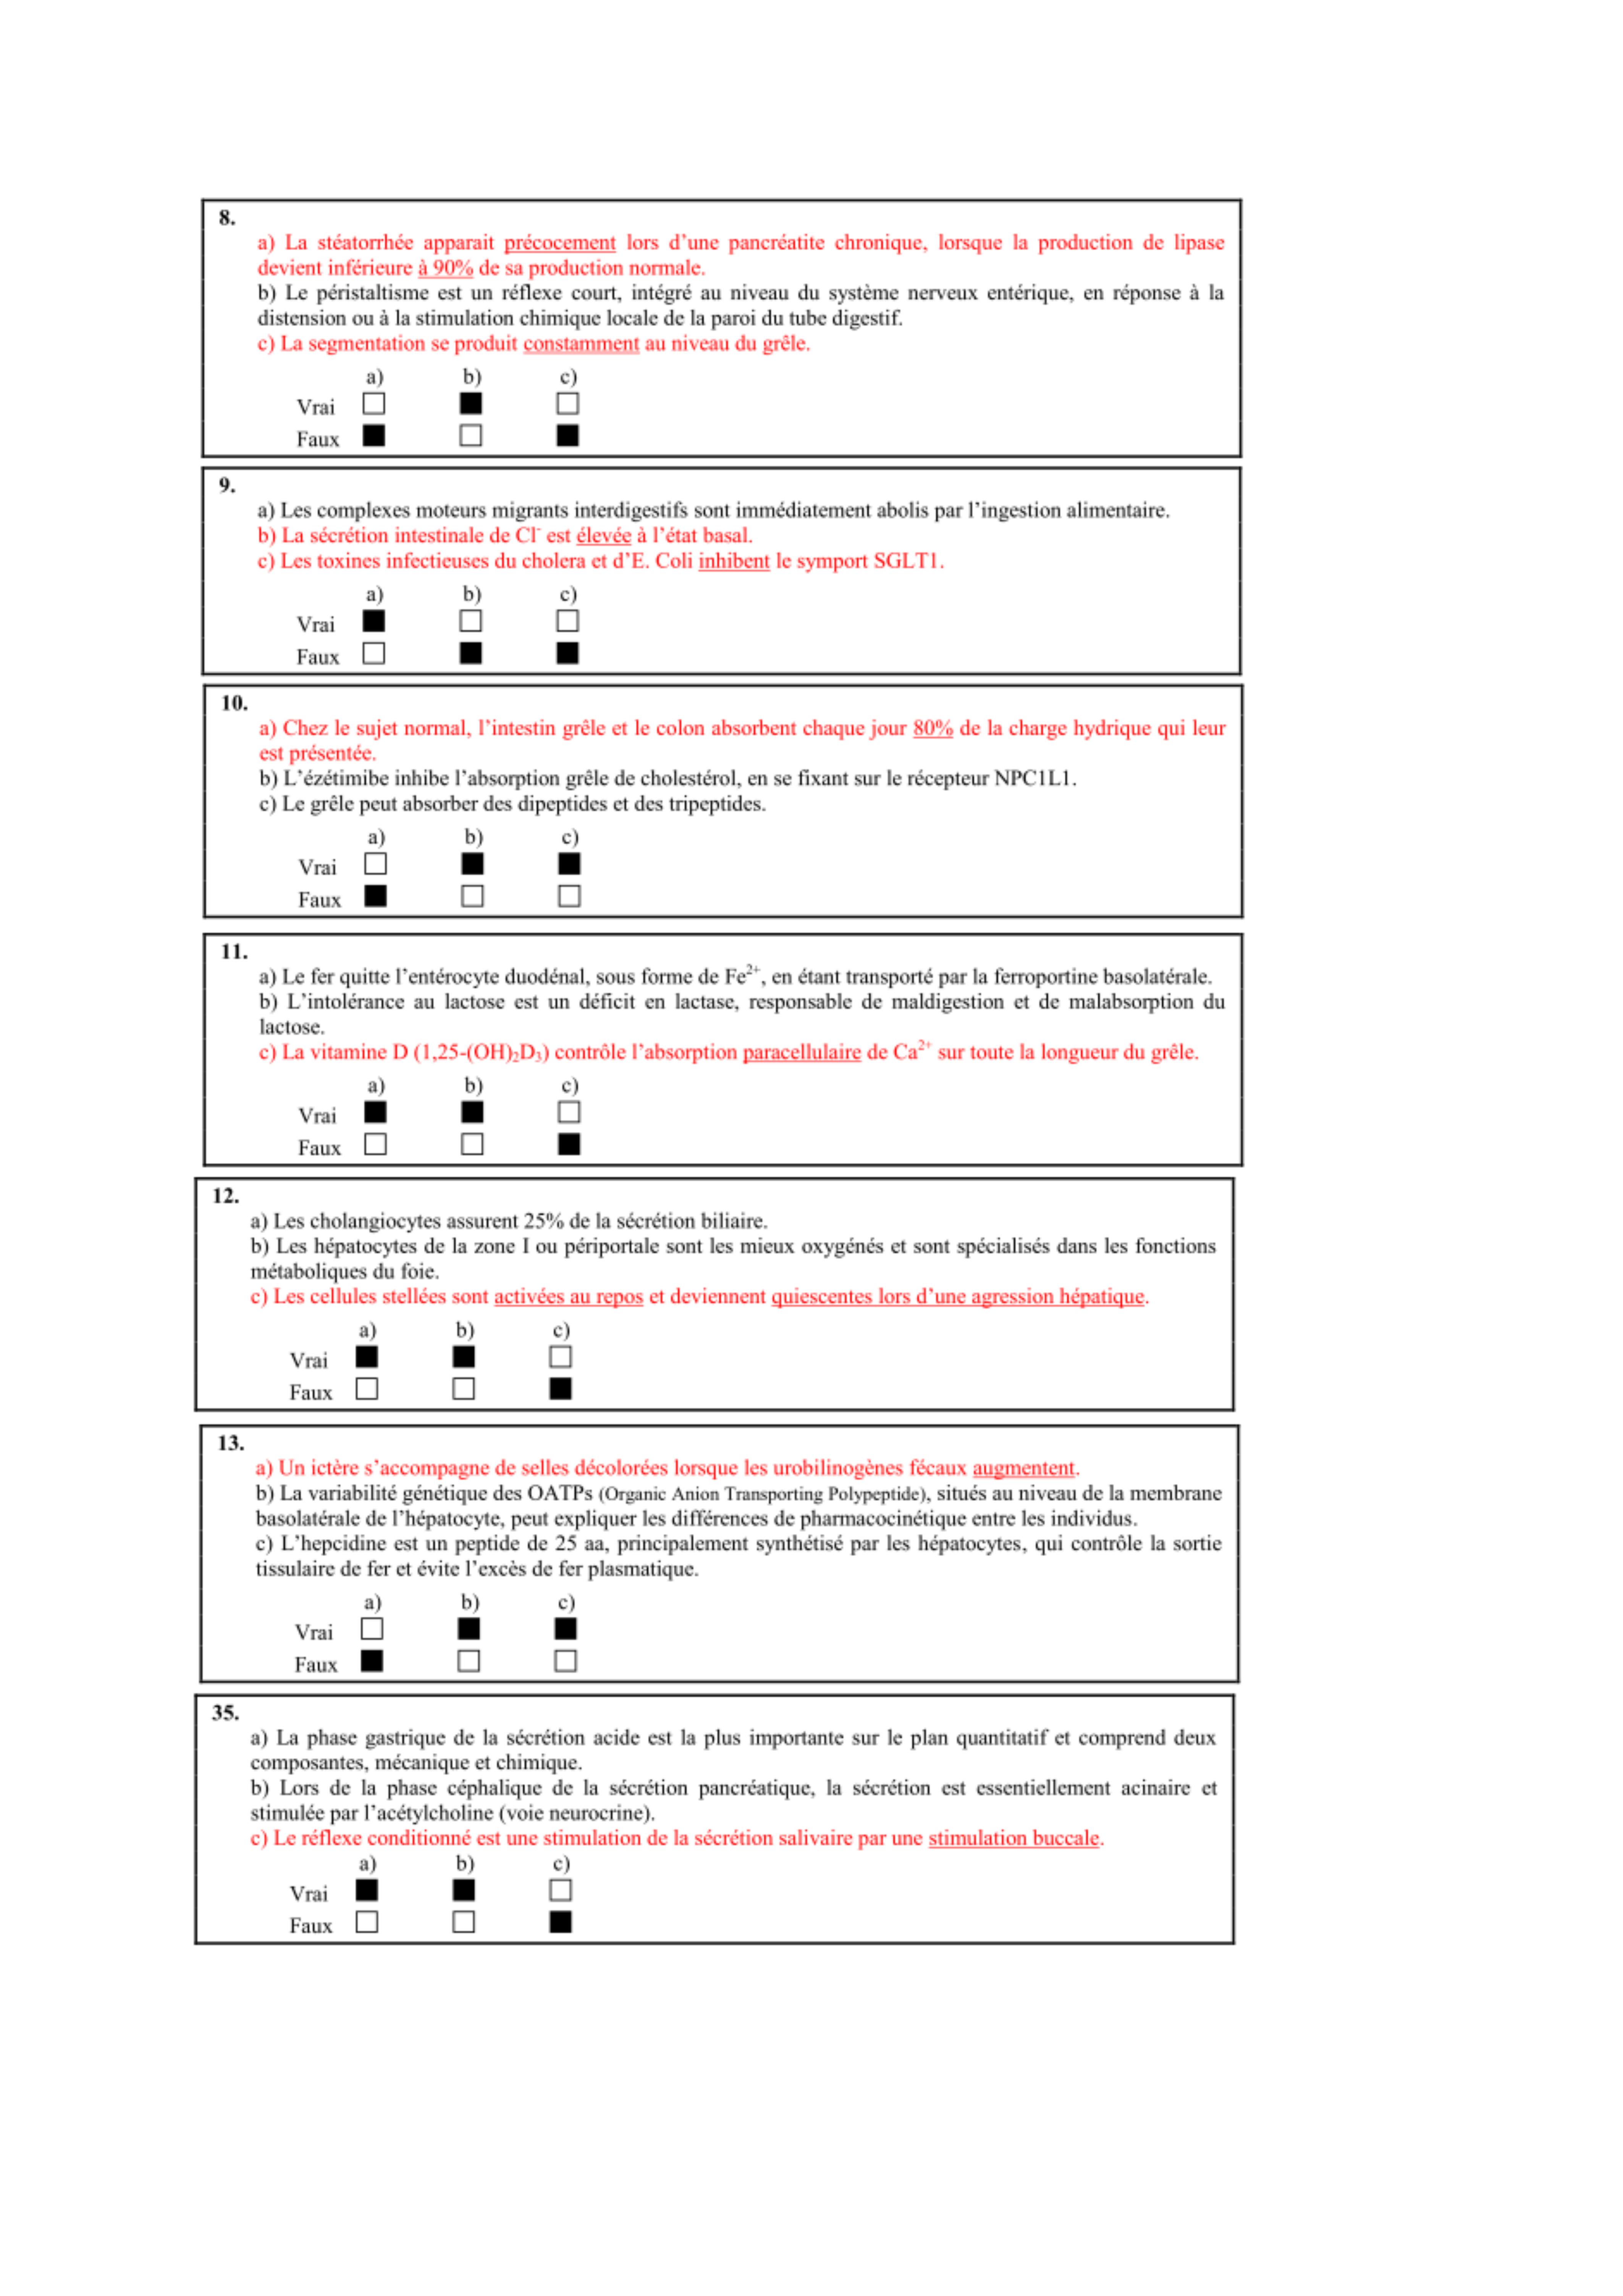 8.
a) La stéatorrhée apparait précocement lors d'une pancréatite chronique, lorsque la production de lipase
devient inférieure à 90% de sa production normale.
b) Le péristaltisme est un réflexe court, intégré au niveau du système nerveux entérique, en réponse à la
distension ou à la stimulation chimique locale de la paroi du tube digestif.
c) La segmentation se produit constamment au niveau du grêle.
a) b) c)
Vrai
Faux
9.
a) Les complexes moteurs migrants interdigestifs sont immédiatement abolis par l'ingestion alimentaire.
b) La sécrétion intestinale de Cl⁻ est élevée à l'état basal.
c) Les toxines infectieuses du cholera et d'E. Coli inhibent le symport SGLT1.
a) b) c)
Vrai
Faux
10.
a) Chez le sujet normal, l'intestin grêle et le colon absorbent chaque jour 80% de la charge hydrique qui leur
est présentée.
b) L'ézétimibe inhibe l'absorption grêle de cholestérol, en se fixant sur le récepteur NPC1L1.
c) Le grêle peut absorber des dipeptides et des tripeptides.
a) b) c)
Vrai
Faux
11.
a) Le fer quitte l'entérocyte duodénal, sous forme de Fe²⁺, en étant transporté par la ferroportine basolatérale.
b) L'intolérance au lactose est un déficit en lactase, responsable de maldigestion et de malabsorption du
lactose.
c) La vitamine D (1,25-(OH)₂D₃) contrôle l'absorption paracellulaire de Ca²⁺ sur toute la longueur du grêle.
a) b) c)
Vrai
Faux
12.
a) Les cholangiocytes assurent 25% de la sécrétion biliaire.
b) Les hépatocytes de la zone I ou périportale sont les mieux oxygénés et sont spécialisés dans les fonctions
métaboliques du foie.
c) Les cellules stellées sont activées au repos et deviennent quiescentes lors d'une agression hépatique.
a) b) c)
Vrai
Faux
13.
a) Un ictère s'accompagne de selles décolorées lorsque les urobilinogènes fécaux augmentent.
b) La variabilité génétique des OATPs (Organic Anion Transporting Polypeptide), situés au niveau de la membrane
basolatérale de l'hépatocyte, peut expliquer les différences de pharmacocinétique entre les individus.
c) L'hepcidine est un peptide de 25 aa, principalement synthétisé par les hépatocytes, qui contrôle la sortie
tissulaire de fer et évite l'excès de fer plasmatique.
a) b) c)
Vrai
Faux
35.
a) La phase gastrique de la sécrétion acide est la plus importante sur le plan quantitatif et comprend deux
composantes, mécanique et chimique.
b) Lors de la phase céphalique de la sécrétion pancréatique, la sécrétion est essentiellement acinaire et
stimulée par l'acétylcholine (voie neurocrine).
c) Le réflexe conditionné est une stimulation de la sécrétion salivaire par une stimulation buccale.
a) b) c)
Vrai
Faux